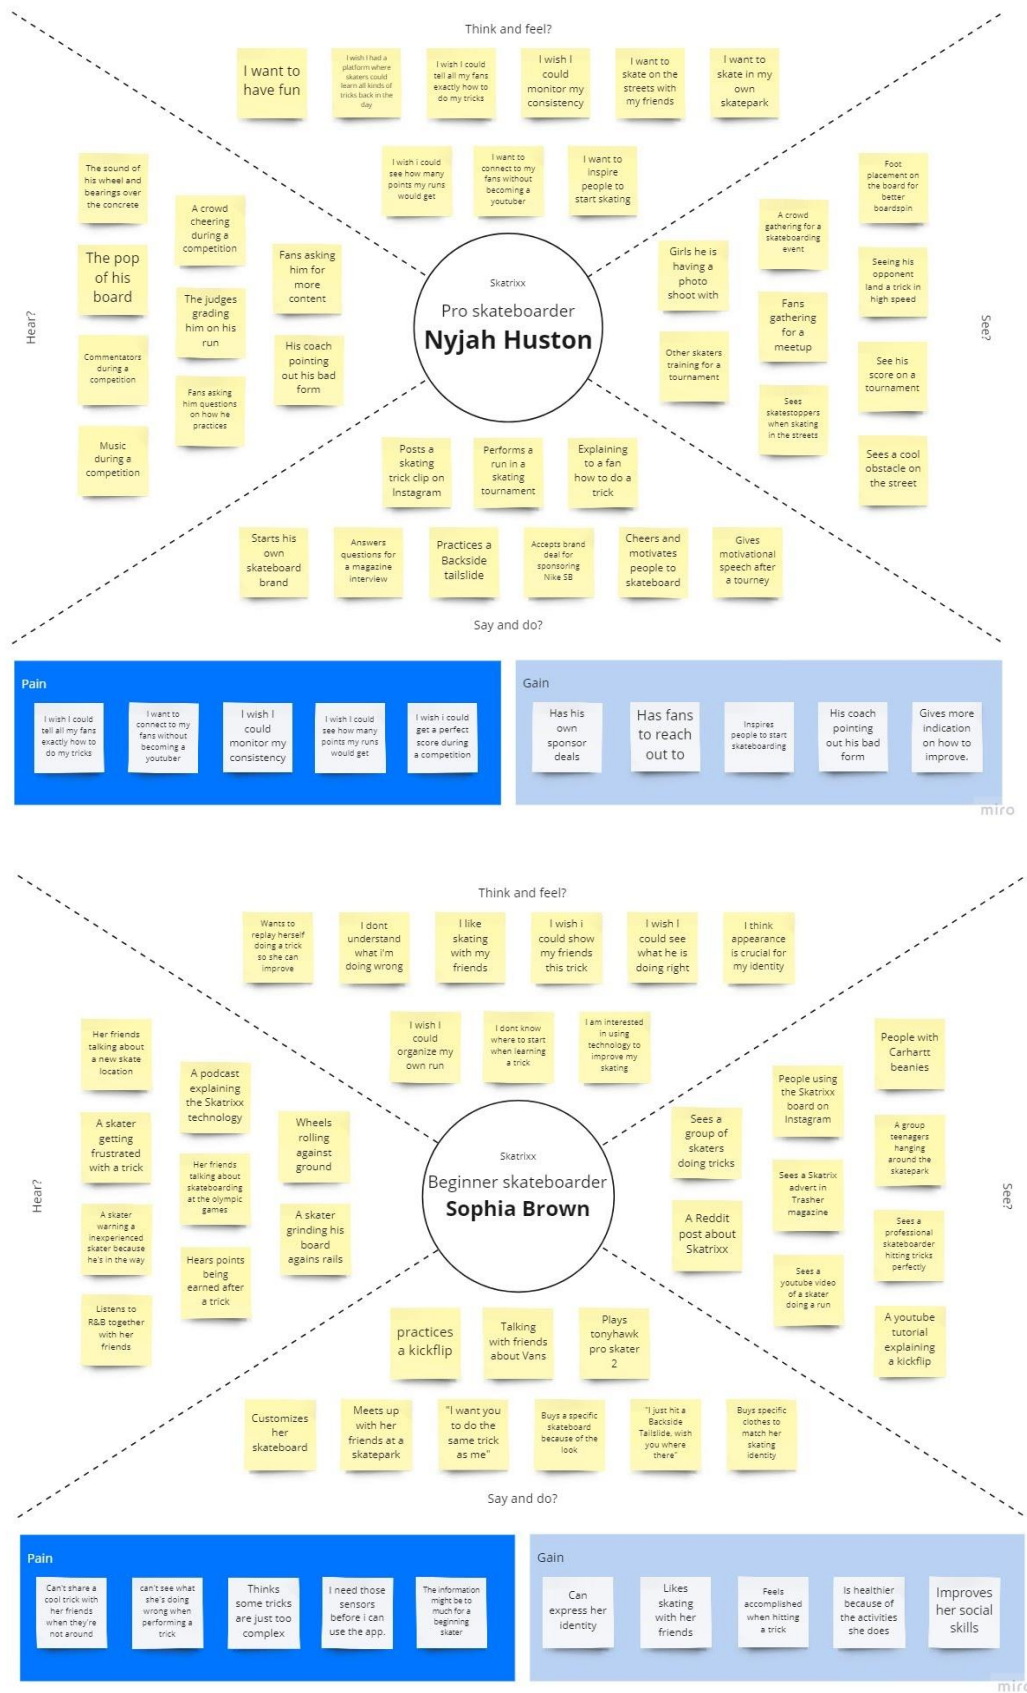 Think and feel?
I want to
have fun
I wish I had a
platform where
skaters could
learn all kinds of
tricks back in the
day
I wish I could
tell all my fans
exactly how to
do my tricks
I wish I
could
monitor my
consistency
I want to
skate on the
streets with
my friends
I want to
skate in my
own
skatepark
I wish i could
see how many
points my runs
would get
I want to
connect to my
fans without
becoming a
youtuber
I want to
inspire
people to
start skating
Hear?
The sound of
his wheel and
bearings over
the concrete
The pop
of his
board
Commentators
during a
competition
Music
during a
competition
A crowd
cheering
during a
competition
The judges
grading
him on his
run
Fans asking
him questions
on how he
practices
Fans asking
him for
more
content
His coach
pointing
out his bad
form
Skatrixx
Pro skateboarder
Nyjah Huston
Girls he is
having a
photo
shoot with
Other skaters
training for a
tournament
A crowd
gathering for a
skateboarding
event
Fans
gathering
for a
meetup
Sees
skatestoppers
when skating
in the streets
Foot
placement on
the board for
better
boardspin
Seeing his
opponent
land a trick in
high speed
See his
score on a
tournament
Sees a cool
obstacle on
the street
See?
Posts a
skating
trick clip on
Instagram
Performs a
run in a
skating
tournament
Explaining
to a fan
how to do a
trick
Starts his
own
skateboard
brand
Answers
questions for
a magazine
interview
Practices a
Backside
tailslide
Accepts brand
deal for
sponsoring
Nike SB
Cheers and
motivates
people to
skateboard
Gives
motivational
speech after
a tourney
Say and do?
Pain
I wish I could
tell all my fans
exactly how to
do my tricks
I want to
connect to my
fans without
becoming a
youtuber
I wish I
could
monitor my
consistency
I wish I could
see how many
points my runs
would get
I wish i could
get a perfect
score during
a competition
Gain
Has his
own
sponsor
deals
Has fans
to reach
out to
Inspires
people to start
skateboarding
His coach
pointing
out his bad
form
Gives more
indication
on how to
improve.
miro
Think and feel?
Wants to
replay herself
doing a trick
so she can
improve
I dont
understand
what i'm
doing wrong
I like
skating
with my
friends
I wish i
could show
my friends
this trick
I wish I
could see
what he is
doing right
I think
appearance
is crucial for
my identity
I wish I
could
organize my
own run
I dont know
where to start
when learning
a trick
I am interested
in using
technology to
improve my
skating
Hear?
Her friends
talking about
a new skate
location
A skater
getting
frustrated
with a trick
A skater
warning a
inexperienced
skater because
he's in the way
Listens to
R&B together
with her
friends
A podcast
explaining
the Skatrixx
technology
Her friends
talking about
skateboarding
at the olympic
games
Hears points
being
earned after
a trick
Wheels
rolling
against
ground
A skater
grinding his
board
agains rails
Skatrixx
Beginner skateboarder
Sophia Brown
Sees a
group of
skaters
doing tricks
A Reddit
post about
Skatrixx
People using
the Skatrixx
board on
Instagram
Sees a Skatrix
advert in
Trasher
magazine
Sees a
youtube video
of a skater
doing a run
People with
Carhartt
beanies
A group
teenagers
hanging
around the
skatepark
Sees a
professional
skateboarder
hitting tricks
perfectly
A youtube
tutorial
explaining
a kickflip
See?
practices
a kickflip
Talking
with friends
about Vans
Plays
tonyhawk
pro skater
2
Customizes
her
skateboard
Meets up
with her
friends at a
skatepark
"I want you
to do the
same trick
as me"
Buys a specific
skateboard
because of the
look
"I just hit a
Backside
Tailslide, wish
you where
there"
Buys specific
clothes to
match her
skating
identity
Say and do?
Pain
Can't share a
cool trick with
her friends
when they're
not around
can't see what
she's doing
wrong when
performing a
trick
Thinks
some tricks
are just too
complex
I need those
sensors
before i can
use the app.
The information
might be to
much for a
beginning
skater
Gain
Can
express her
identity
Likes
skating
with her
friends
Feels
accomplished
when hitting
a trick
Is healthier
because of
the activities
she does
Improves
her social
skills
miro